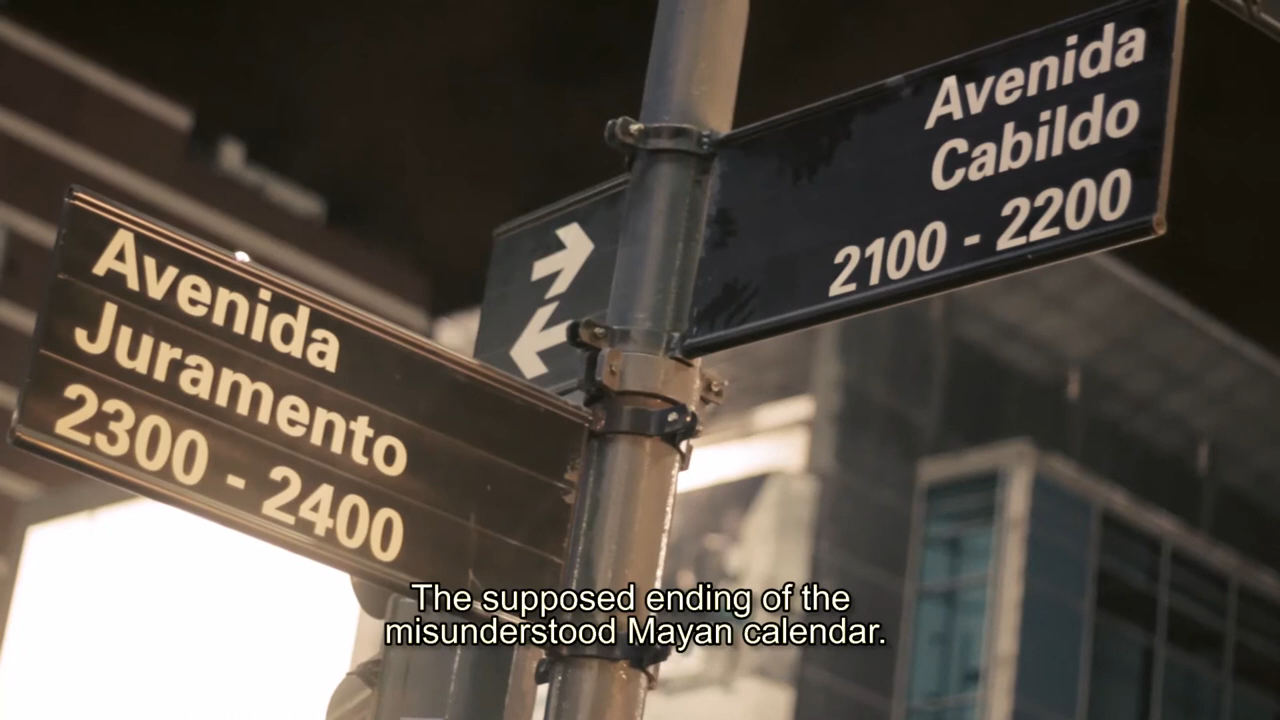 Avenida
Juramento
2300 - 2400
Avenida
Cabildo
2100 - 2200
The supposed ending of the
misunderstood Mayan calendar.